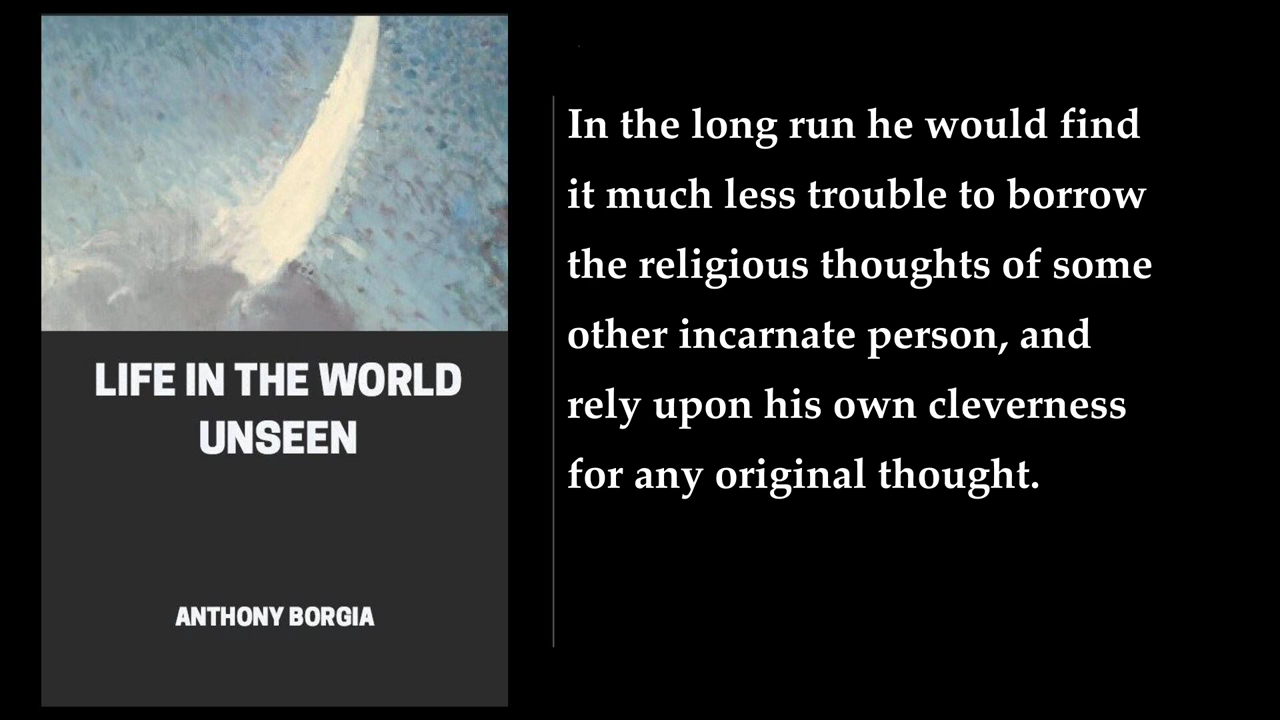 LIFE IN THE WORLD
UNSEEN
ANTHONY BORGIA
In the long run he would find
it much less trouble to borrow
the religious thoughts of some
other incarnate person, and
rely upon his own cleverness
for any original thought.